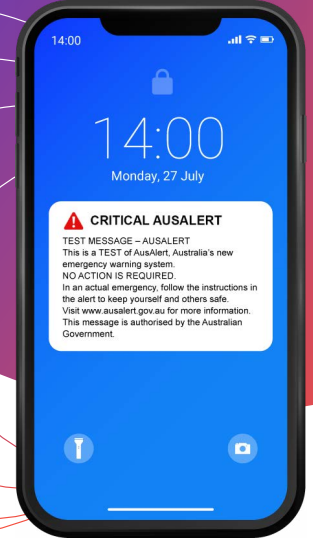 14:00
14:00
Monday, 27 July
CRITICAL AUSALERT
TEST MESSAGE – AUSALERT
This is a TEST of AusAlert, Australia's new
emergency warning system.
NO ACTION IS REQUIRED.
In an actual emergency, follow the instructions in
the alert to keep yourself and others safe.
Visit www.ausalert.gov.au for more information.
This message is authorised by the Australian
Government.